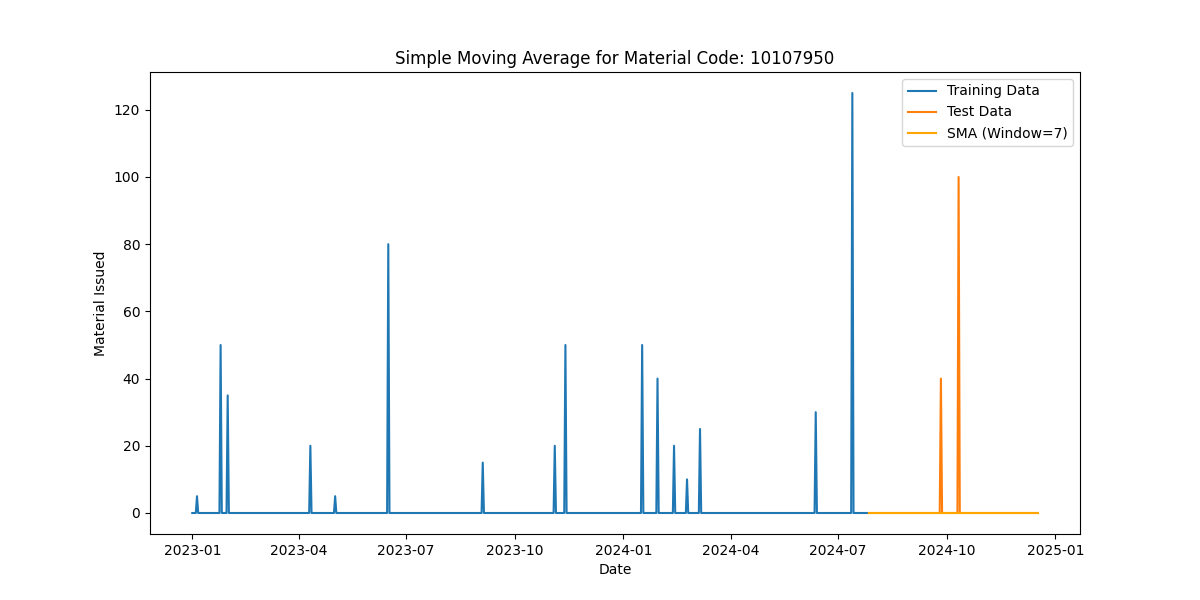 Simple Moving Average for Material Code: 10107950
Training Data
Test Data
SMA (Window=7)
Material Issued
120
100
80
60
40
20
0
2023-01 2023-04 2023-07 2023-10 2024-01 2024-04 2024-07 2024-10 2025-01
Date